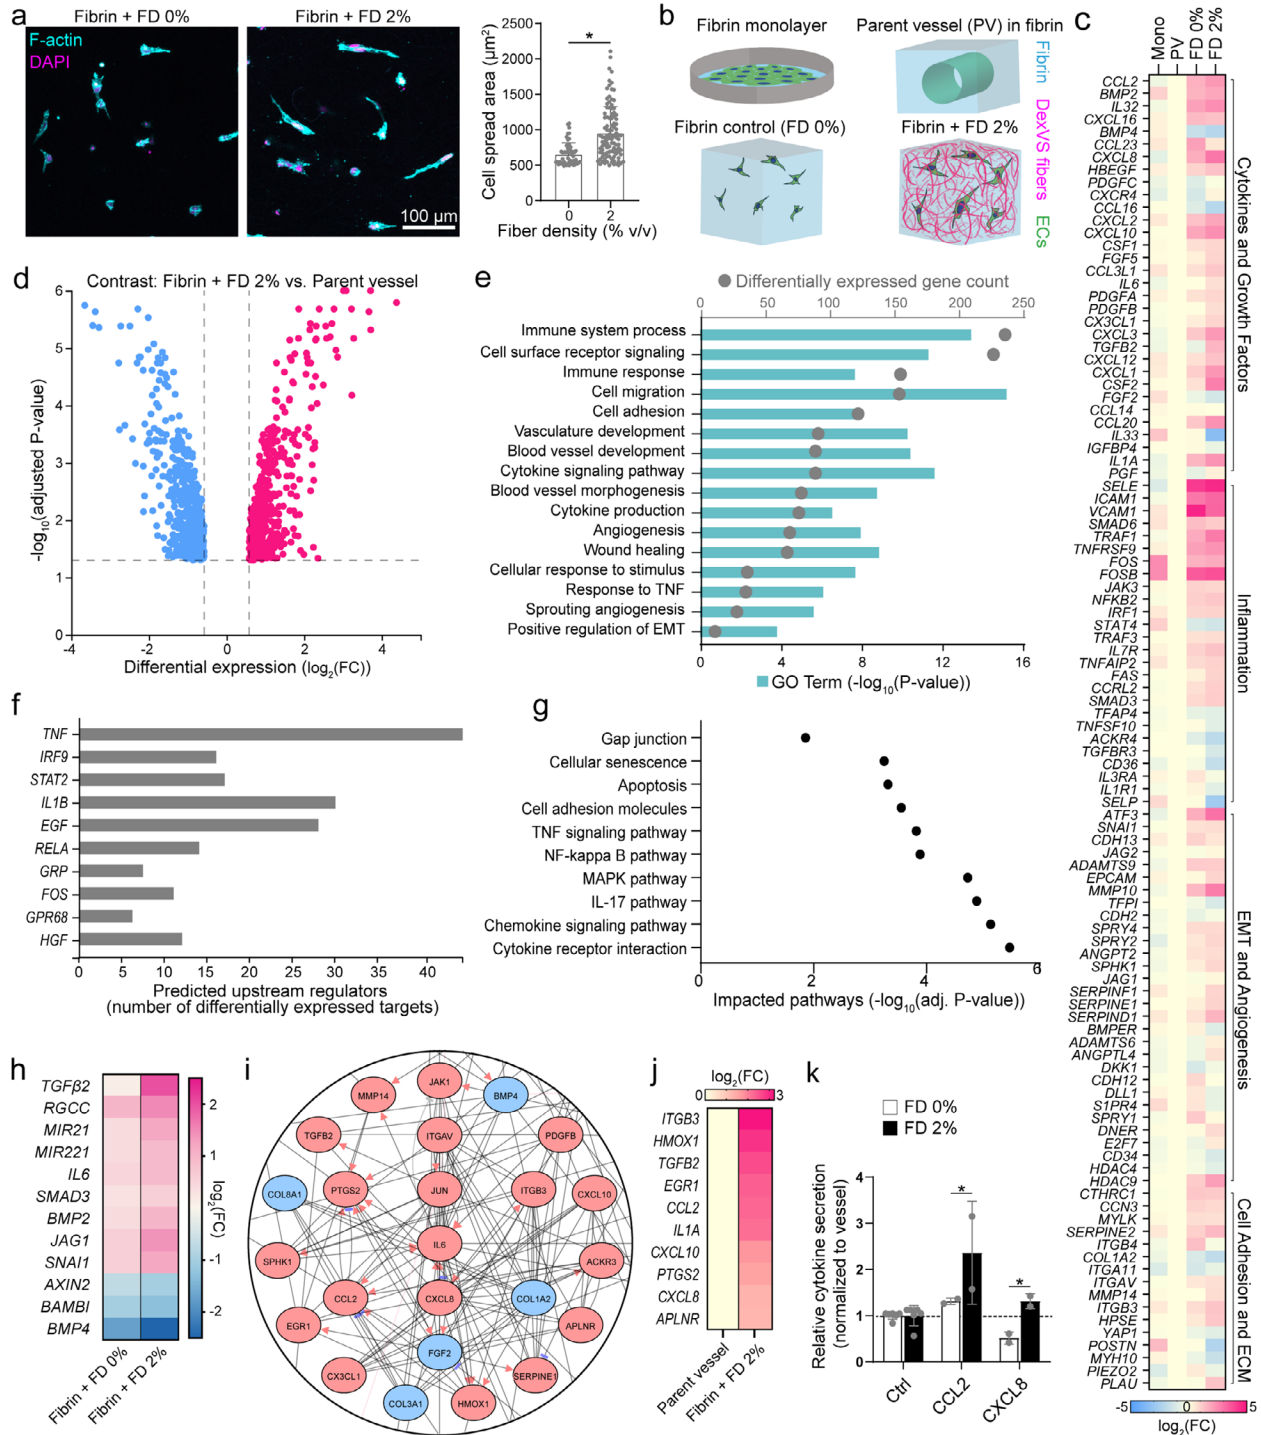 a
Fibrin + FD 0%
Fibrin + FD 2%
F-actin
DAPI
100 µm
Cell spread area (µm²)
2500
2000
1500
1000
500
0
*
0
2
Fiber density (% v/v)
b
Fibrin monolayer
Parent vessel (PV) in fibrin
Fibrin control (FD 0%)
Fibrin + FD 2%
Fibrin
DexVS fibers
ECs
c
Mono
PV
FD 0%
FD 2%
CCL2
BMP2
IL32
CXCL16
BMP4
CCL23
CXCL8
HBEGF
PDGFC
CXCR4
CCL16
CXCL2
CXCL10
CSF1
FGF5
CCL3L1
IL6
PDGFA
PDGFB
CX3CL1
CXCL3
TGFB2
CXCL12
CXCL1
CSF2
FGF2
CCL14
CCL20
IL33
IGFBP4
IL1A
PGF
SELE
ICAM1
VCAM1
SMAD6
TRAF1
TNFRSF9
FOS
FOSB
JAK3
NFKB2
IRF1
STAT4
TRAF3
IL7R
TNFAIP2
FAS
CCRL2
SMAD3
TFAP4
TNFSF10
ACKR4
TGFBR3
CD36
IL3RA
IL1R1
SELP
ATF3
SNAI1
CDH13
JAG2
ADAMTS9
EPCAM
MMP10
TFPI
CDH2
SPRY4
SPRY2
ANGPT2
SPHK1
JAG1
SERPINF1
SERPINE1
SERPIND1
BMPER
ADAMTS6
ANGPTL4
DKK1
CDH12
DLL1
S1PR4
SPRY1
DNER
E2F7
CD34
HDAC4
HDAC9
CTHRC1
CCN3
MYLK
SERPINE2
ITGB4
COL1A2
ITGA11
ITGAV
MMP14
ITGB3
HPSE
YAP1
POSTN
MYH10
PIEZO2
PLAU
Cytokines and Growth Factors
Inflammation
EMT and Angiogenesis
Cell Adhesion and ECM
-5
0
5
log2(FC)
d
Contrast: Fibrin + FD 2% vs. Parent vessel
-log10(adjusted P-value)
6
5
4
3
2
1
0
-4
-2
0
2
4
Differential expression (log2(FC))
e
Differentially expressed gene count
0
50
100
150
200
250
Immune system process
Cell surface receptor signaling
Immune response
Cell migration
Cell adhesion
Vasculature development
Blood vessel development
Cytokine signaling pathway
Blood vessel morphogenesis
Cytokine production
Angiogenesis
Wound healing
Cellular response to stimulus
Response to TNF
Sprouting angiogenesis
Positive regulation of EMT
0
4
8
12
16
GO Term (-log10(P-value))
f
TNF
IRF9
STAT2
IL1B
EGF
RELA
GRP
FOS
GPR68
HGF
0
5
10
15
20
25
30
35
40
Predicted upstream regulators
(number of differentially expressed targets)
g
Gap junction
Cellular senescence
Apoptosis
Cell adhesion molecules
TNF signaling pathway
NF-kappa B pathway
MAPK pathway
IL-17 pathway
Chemokine signaling pathway
Cytokine receptor interaction
0
2
4
6
Impacted pathways (-log10(adj. P-value))
h
TGFβ2
RGCC
MIR21
MIR221
IL6
SMAD3
BMP2
JAG1
SNAI1
AXIN2
BAMBI
BMP4
Fibrin + FD 0%
Fibrin + FD 2%
2
1
-1
-2
log2(FC)
i
JAK1
MMP14
BMP4
TGFB2
ITGAV
PDGFB
COL8A1
PTGS2
JUN
ITGB3
CXCL10
IL6
SPHK1
ACKR3
CCL2
CXCL8
COL1A2
EGR1
APLNR
FGF2
CX3CL1
SERPINE1
COL3A1
HMOX1
j
log2(FC)
0
3
ITGB3
HMOX1
TGFB2
EGR1
CCL2
IL1A
CXCL10
PTGS2
CXCL8
APLNR
Parent vessel
Fibrin + FD 2%
k
FD 0%
FD 2%
Relative cytokine secretion
(normalized to vessel)
4
3
2
1
0
*
*
Ctrl
CCL2
CXCL8